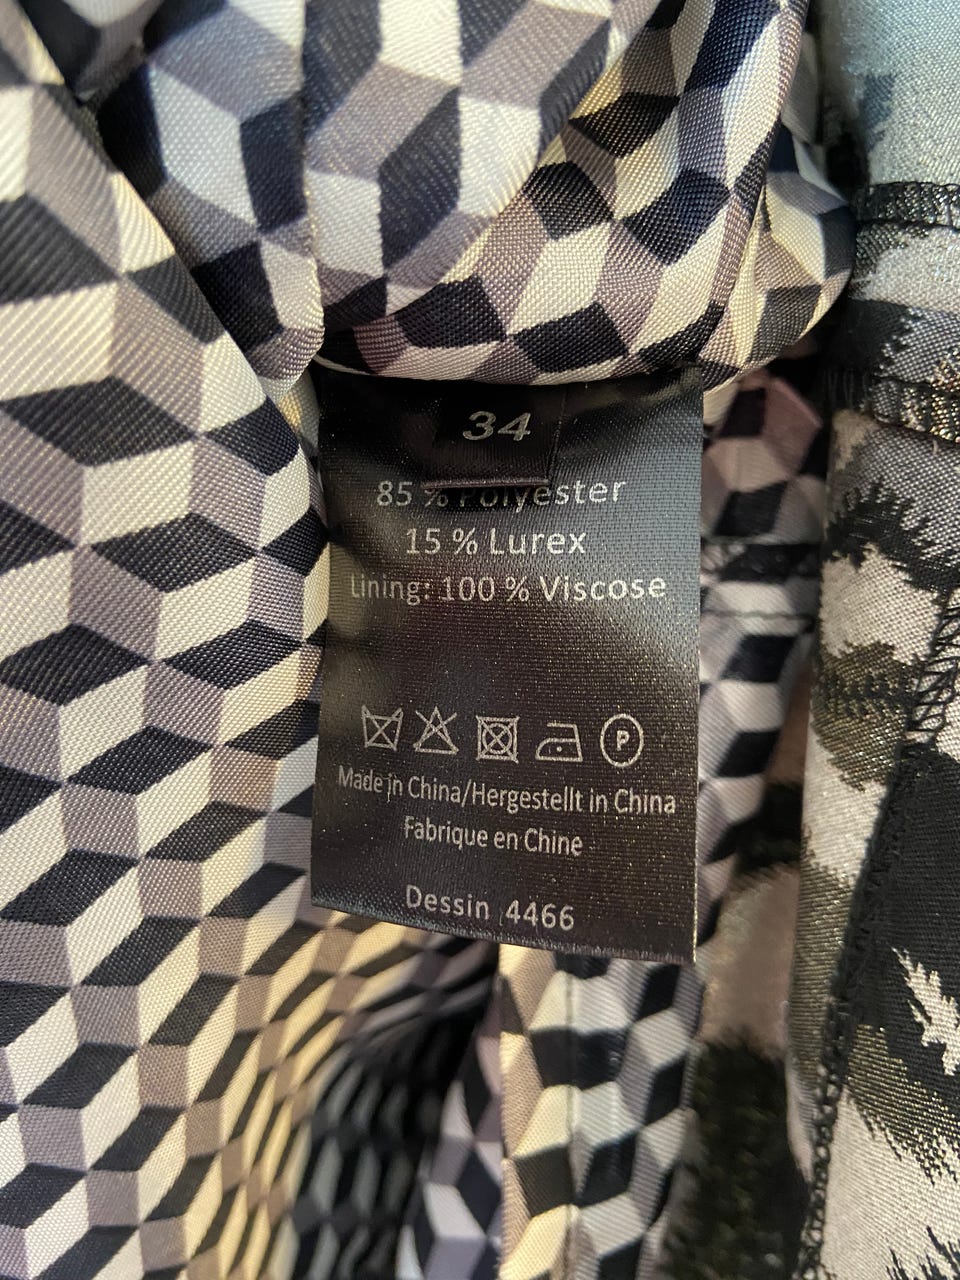 34
85 % Polyester
15 % Lurex
Lining: 100 % Viscose
P
Made in China/Hergestellt in China
Fabrique en Chine
Dessin 4466